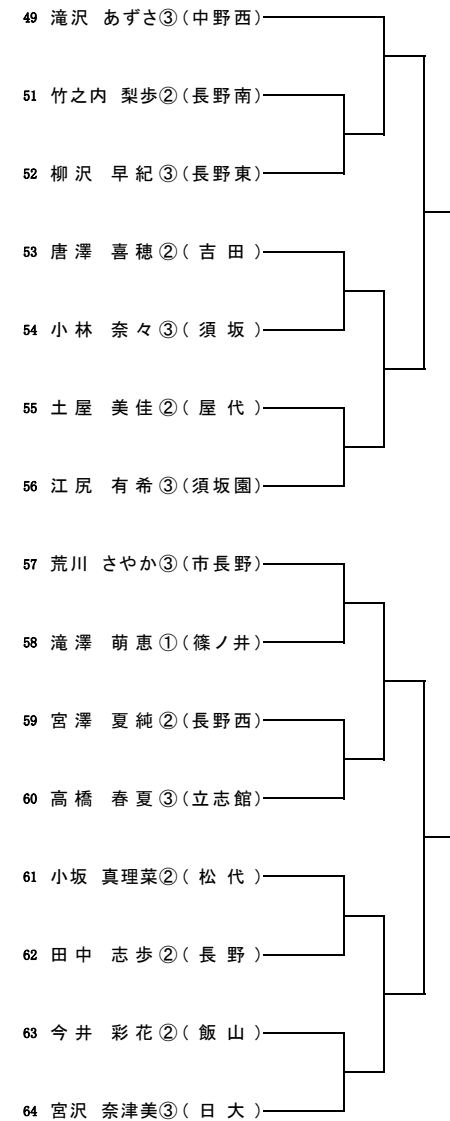 49 滝沢 あずさ③(中野西)
51 竹之内 梨歩②(長野南)
52 柳沢 早紀③(長野東)
53 唐澤 喜穂②(吉田)
54 小林 奈々③(須坂)
55 土屋 美佳②(屋代)
56 江尻 有希③(須坂園)
57 荒川 さやか③(市長野)
58 滝澤 萌恵①(篠ノ井)
59 宮澤 夏純②(長野西)
60 高橋 春夏③(立志館)
61 小坂 真理菜②(松代)
62 田中 志歩②(長野)
63 今井 彩花②(飯山)
64 宮沢 奈津美③(日大)